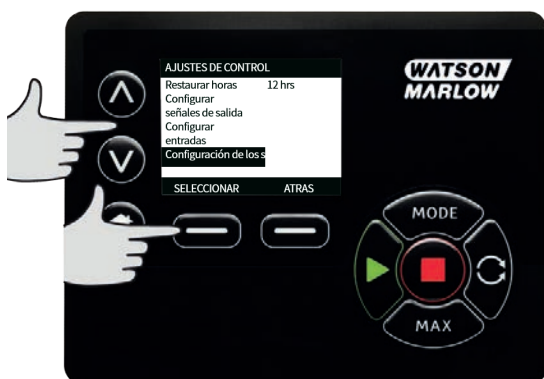 AJUSTES DE CONTROL
Restaurar horas 12 hrs
Configurar
señales de salida
Configurar
entradas
Configuración de los s
SELECCIONAR ATRAS
WATSON
MARLOW
MODE
MAX